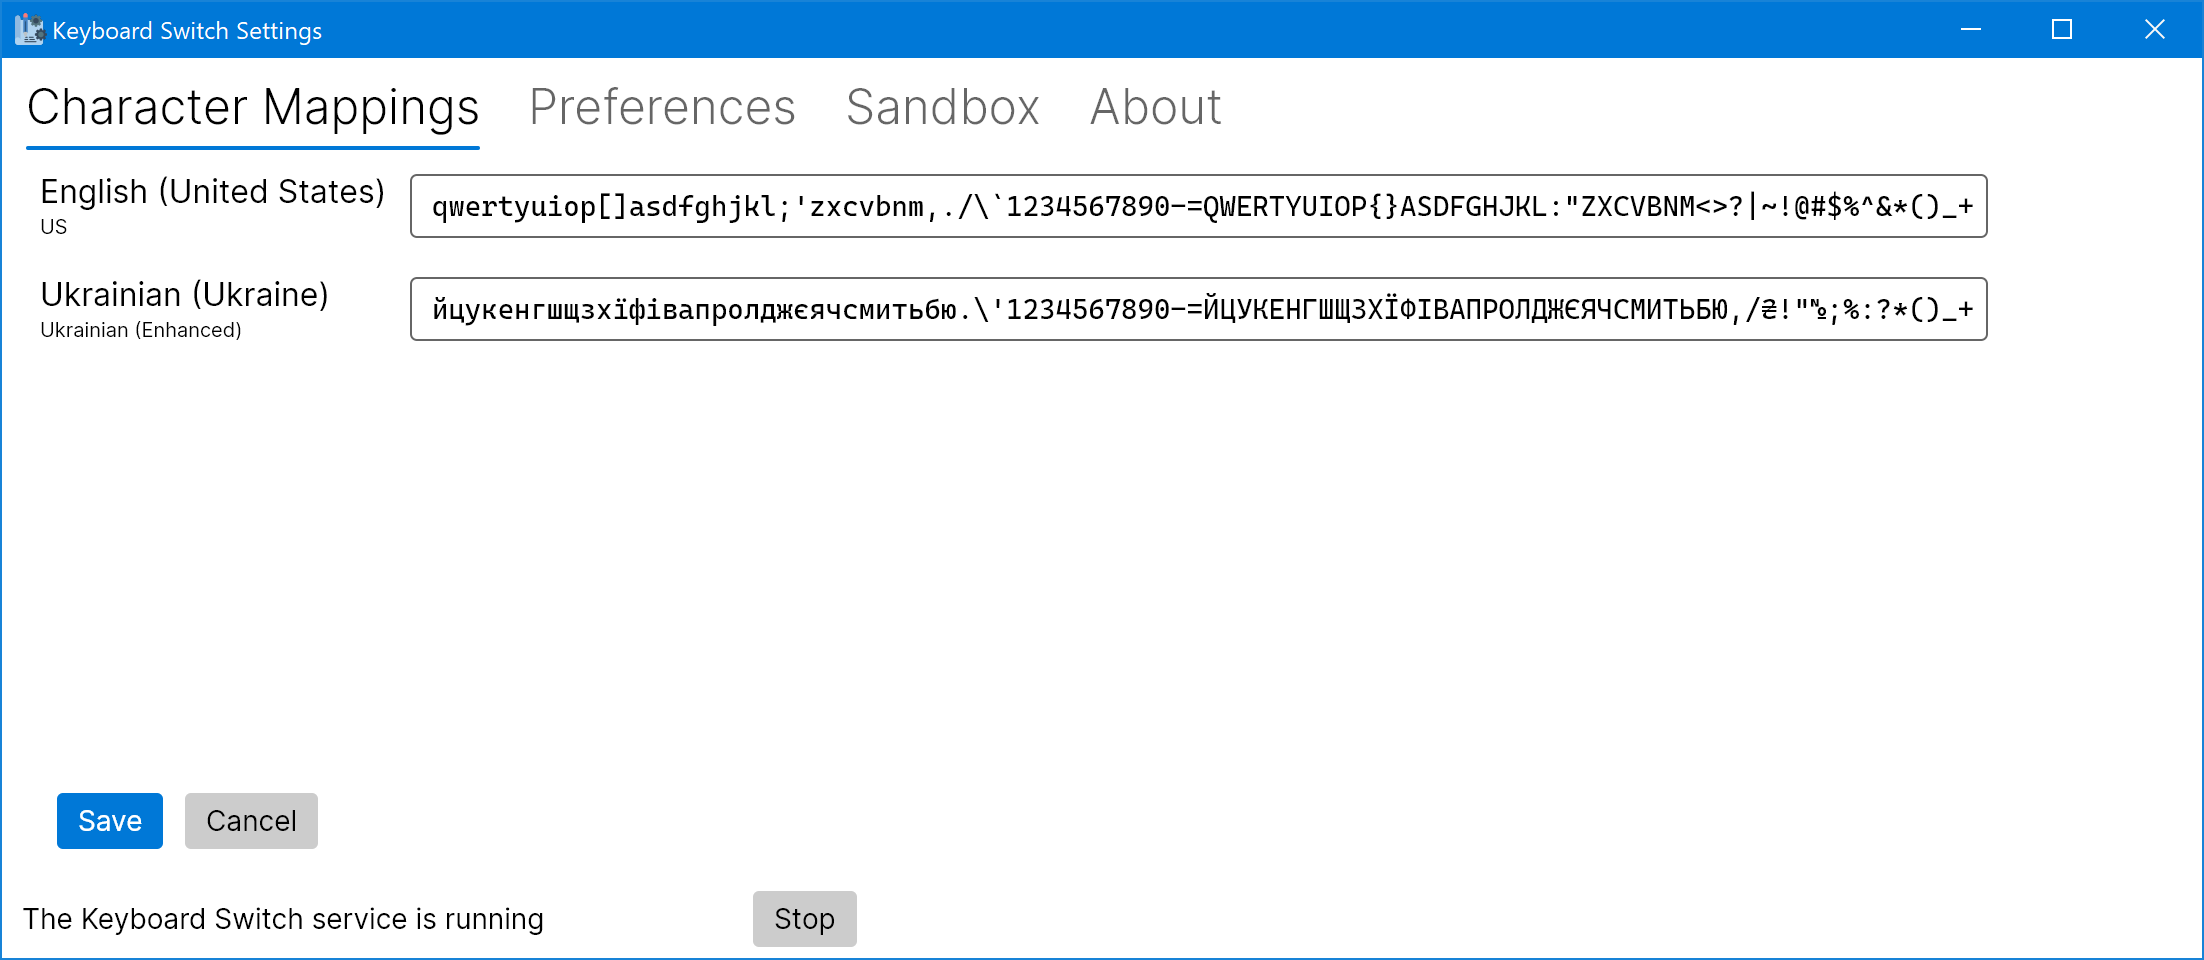 Keyboard Switch Settings
Character Mappings Preferences Sandbox About
English (United States)
US
qwertyuiop[]asdfghjkl;'zxcvbnm,./\`1234567890-=QWERTYUIOP{}ASDFGHJKL:"ZXCVBNM<>?|~!@#$%^&*()_+
Ukrainian (Ukraine)
Ukrainian (Enhanced)
йцукенгшщзхїфівапролджєячсмитьбю.\'1234567890-=ЙЦУКЕНГШЩЗХЇФІВАПРОЛДЖЄЯЧСМИТЬБЮ,/₴!"№;%:?*()_+
Save Cancel
The Keyboard Switch service is running Stop